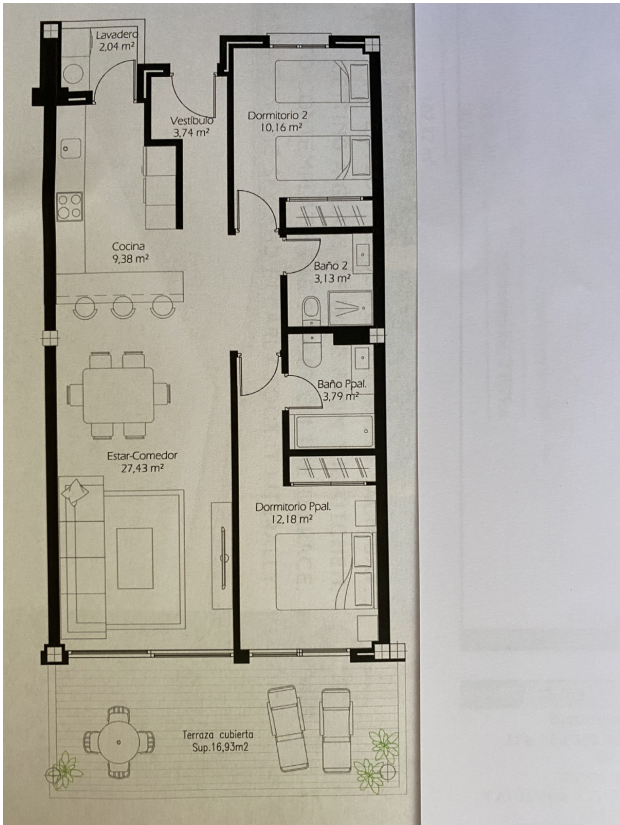 Lavadero
2,04 m²
Vestíbulo
3,74 m²
Dormitorio 2
10,16 m²
Cocina
9,38 m²
Baño 2
3,13 m²
Baño Ppal.
3,79 m²
Estar-Comedor
27,43 m²
Dormitorio Ppal.
12,18 m²
Terraza cubierta
Sup.16,93m2